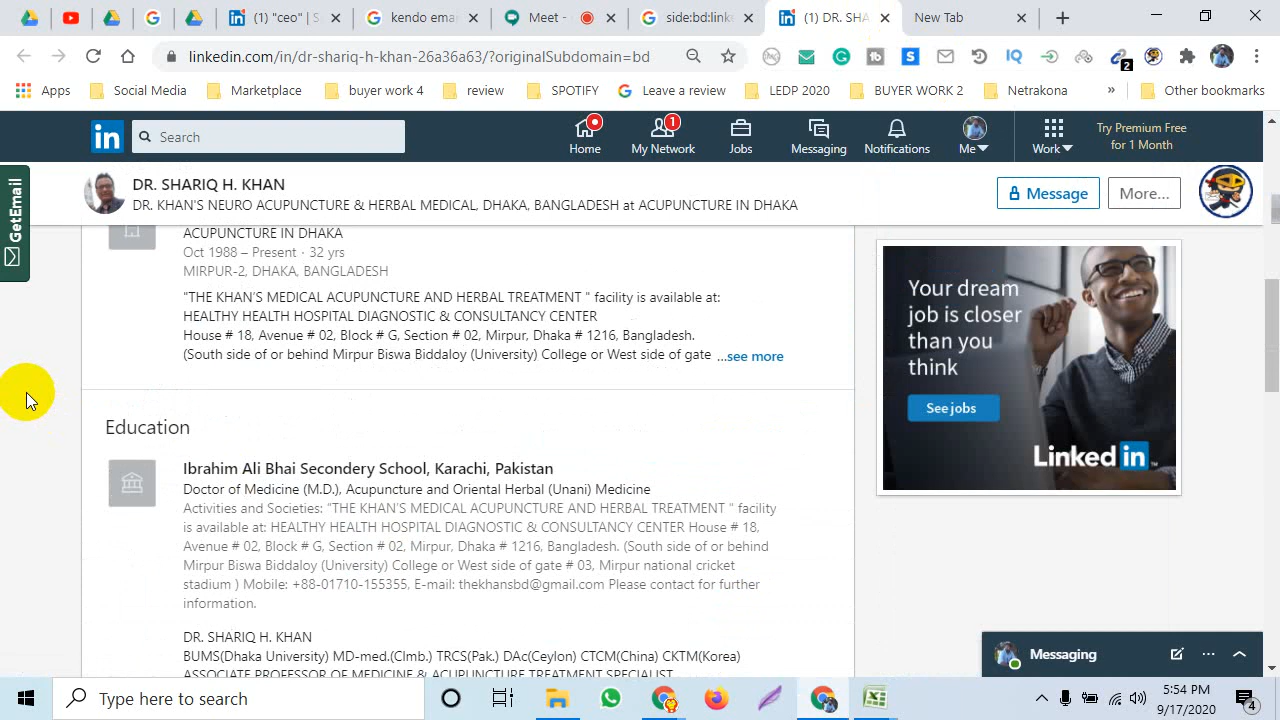 (1) "ceo" | S
kendo emai
Meet -
side:bd:link
(1) DR. SHA
New Tab
linkedin.com/in/dr-shariq-h-khan-26a36a63/?originalSubdomain=bd
2
Apps
Social Media
Marketplace
buyer work 4
review
SPOTIFY
Leave a review
LEDP 2020
BUYER WORK 2
Netrakona
»
Other bookmarks
in
Search
Home
1
My Network
Jobs
Messaging
Notifications
Me
Work
Try Premium Free
for 1 Month
GetEmail
DR. SHARIQ H. KHAN
DR. KHAN'S NEURO ACUPUNCTURE & HERBAL MEDICAL, DHAKA, BANGLADESH at ACUPUNCTURE IN DHAKA
Message
More...
ACUPUNCTURE IN DHAKA
Oct 1988 – Present · 32 yrs
MIRPUR-2, DHAKA, BANGLADESH
"THE KHAN'S MEDICAL ACUPUNCTURE AND HERBAL TREATMENT " facility is available at:
HEALTHY HEALTH HOSPITAL DIAGNOSTIC & CONSULTANCY CENTER
House # 18, Avenue # 02, Block # G, Section # 02, Mirpur, Dhaka # 1216, Bangladesh.
(South side of or behind Mirpur Biswa Biddaloy (University) College or West side of gate ...see more
Education
Ibrahim Ali Bhai Secondery School, Karachi, Pakistan
Doctor of Medicine (M.D.), Acupuncture and Oriental Herbal (Unani) Medicine
Activities and Societies: "THE KHAN'S MEDICAL ACUPUNCTURE AND HERBAL TREATMENT " facility
is available at: HEALTHY HEALTH HOSPITAL DIAGNOSTIC & CONSULTANCY CENTER House # 18,
Avenue # 02, Block # G, Section # 02, Mirpur, Dhaka # 1216, Bangladesh. (South side of or behind
Mirpur Biswa Biddaloy (University) College or West side of gate # 03, Mirpur national cricket
stadium ) Mobile: +88-01710-155355, E-mail: thekhansbd@gmail.com Please contact for further
information.
DR. SHARIQ H. KHAN
BUMS(Dhaka University) MD-med.(Clmb.) TRCS(Pak.) DAc(Ceylon) CTCM(China) CKTM(Korea)
ASSOCIATE PROFESSOR OF MEDICINE & ACUPUNCTURE TREATMENT SPECIALIST
Your dream
job is closer
than you
think
See jobs
Linked in
Messaging
Type here to search
5:54 PM
9/17/2020
4